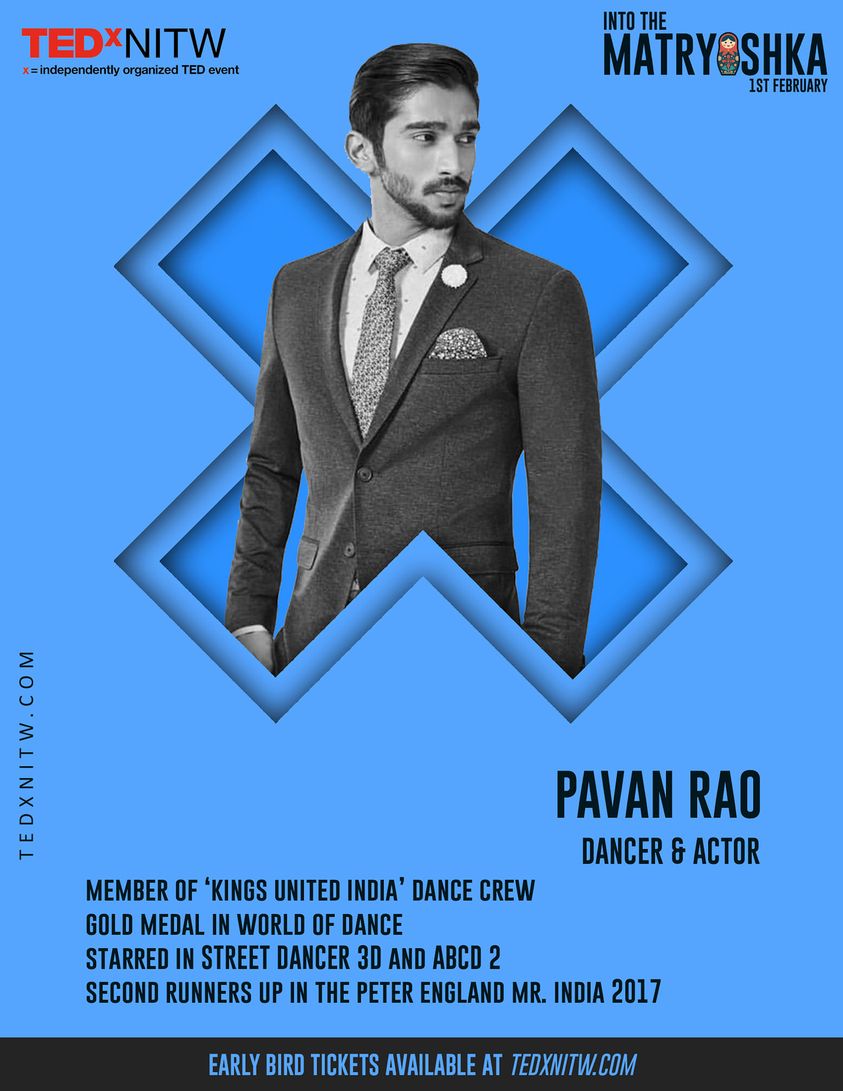 TEDxNITW
x = independently organized TED event
INTO THE
MATRYOSHKA
1ST FEBRUARY
TEDXNITW.COM
PAVAN RAO
DANCER & ACTOR
MEMBER OF ‘KINGS UNITED INDIA’ DANCE CREW
GOLD MEDAL IN WORLD OF DANCE
STARRED IN STREET DANCER 3D AND ABCD 2
SECOND RUNNERS UP IN THE PETER ENGLAND MR. INDIA 2017
EARLY BIRD TICKETS AVAILABLE AT TEDXNITW.COM